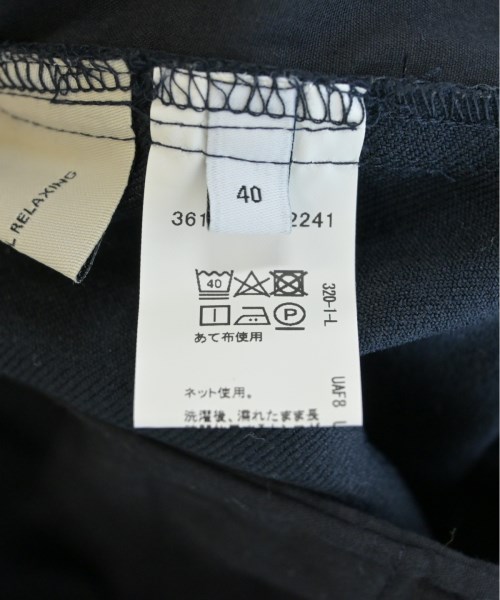 L RELAXING
40
361
2241
40
P
320-I-L
あて布使用
ネット使用。
洗濯後、濡れたまま長
UAF8